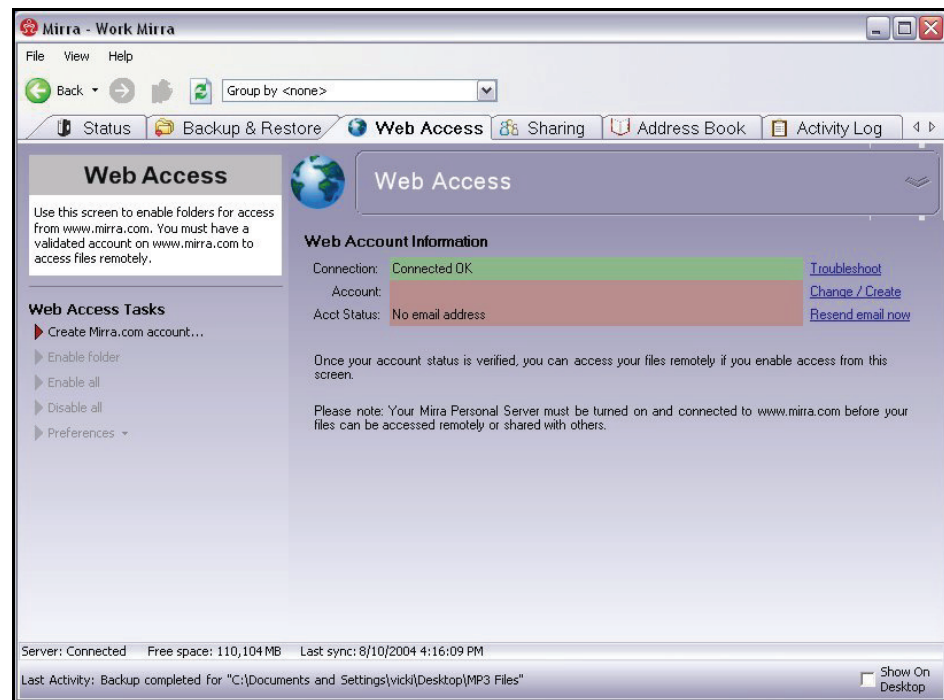 Mirra - Work Mirra
File View Help
Back
Group by <none>
Status Backup & Restore Web Access Sharing Address Book Activity Log
Web Access
Use this screen to enable folders for access
from www.mirra.com. You must have a
validated account on www.mirra.com to
access files remotely.
Web Access Tasks
Create Mirra.com account...
Enable folder
Enable all
Disable all
Preferences
Web Access
Web Account Information
Connection: Connected OK Troubleshoot
Account: Change / Create
Acct Status: No email address Resend email now
Once your account status is verified, you can access your files remotely if you enable access from this
screen.
Please note: Your Mirra Personal Server must be turned on and connected to www.mirra.com before your
files can be accessed remotely or shared with others.
Server: Connected Free space: 110,104 MB Last sync: 8/10/2004 4:16:09 PM
Last Activity: Backup completed for "C:\Documents and Settings\vicki\Desktop\MP3 Files"
Show On
Desktop